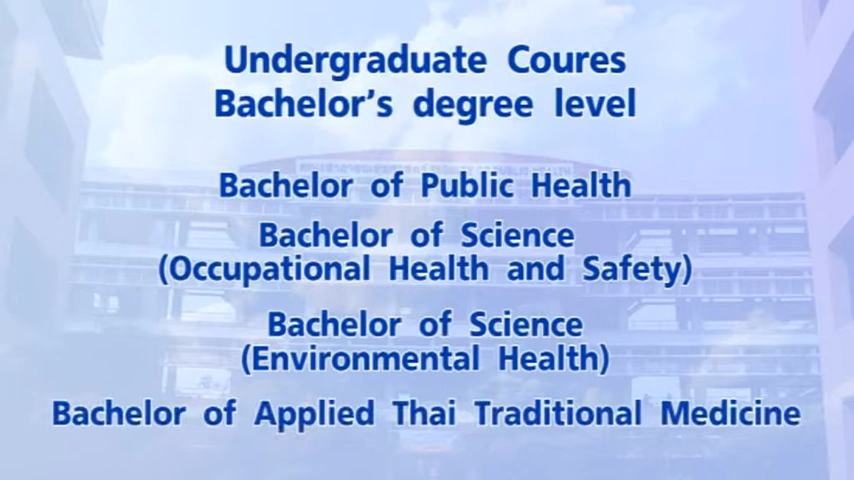 Undergraduate Coures
Bachelor's degree level
Bachelor of Public Health
Bachelor of Science
(Occupational Health and Safety)
Bachelor of Science
(Environmental Health)
Bachelor of Applied Thai Traditional Medicine